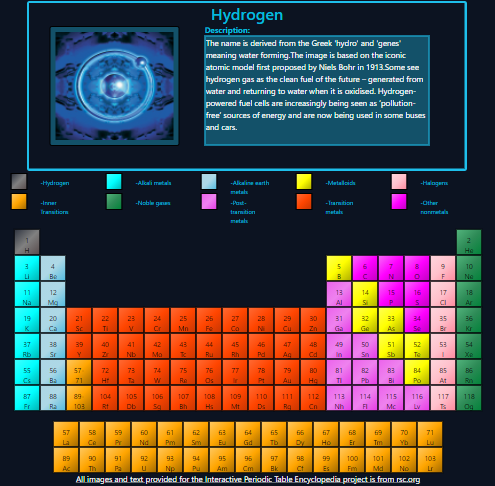 Hydrogen
Description:
The name is derived from the Greek 'hydro' and 'genes'
meaning water forming.The image is based on the iconic
atomic model first proposed by Niels Bohr in 1913.Some see
hydrogen gas as the clean fuel of the future – generated from
water and returning to water when it is oxidised. Hydrogen-
powered fuel cells are increasingly being seen as 'pollution-
free' sources of energy and are now being used in some buses
and cars.
-Hydrogen -Alkali metals -Alkaline earth metals -Metalloids -Halogens
-Inner Transitions -Noble gases -Post-transition metals -Transition metals -Other nonmetals
1 2
H He
3 4 5 6 7 8 9 10
Li Be B C N O F Ne
11 12 13 14 15 16 17 18
Na Mg Al Si P S Cl Ar
19 20 21 22 23 24 25 26 27 28 29 30 31 32 33 34 35 36
K Ca Sc Ti V Cr Mn Fe Co Ni Cu Zn Ga Ge As Se Br Kr
37 38 39 40 41 42 43 44 45 46 47 48 49 50 51 52 53 54
Rb Sr Y Zr Nb Mo Tc Ru Rh Pd Ag Cd In Sn Sb Te I Xe
55 56 57 72 73 74 75 76 77 78 79 80 81 82 83 84 85 86
Cs Ba 71 Hf Ta W Re Os Ir Pt Au Hg Tl Pb Bi Po At Rn
87 88 89 104 105 106 107 108 109 110 111 112 113 114 115 116 117 118
Fr Ra 103 Rf Db Sg Bh Hs Mt Ds Rg Cn Nh Fl Mc Lv Ts Og
57 58 59 60 61 62 63 64 65 66 67 68 69 70 71
La Ce Pr Nd Pm Sm Eu Gd Tb Dy Ho Er Tm Yb Lu
89 90 91 92 93 94 95 96 97 98 99 100 101 102 103
Ac Th Pa U Np Pu Am Cm Bk Cf Es Fm Md No Lr
All images and text provided for the Interactive Periodic Table Encyclopedia project is from rsc.org